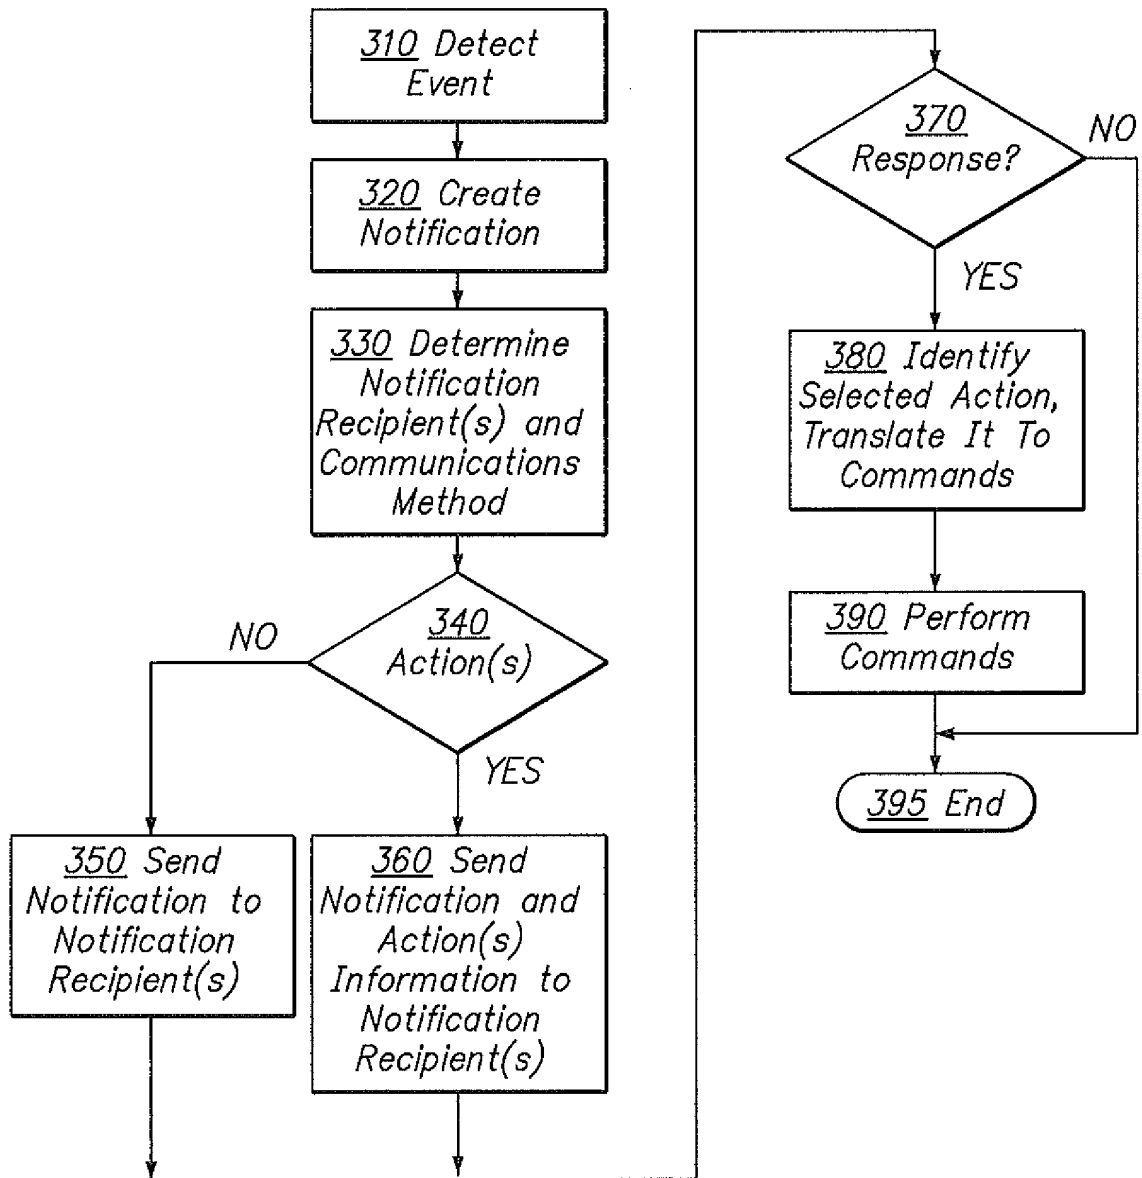 310 Detect
Event
320 Create
Notification
330 Determine
Notification
Recipient(s) and
Communications
Method
340
Action(s)
NO
YES
350 Send
Notification to
Notification
Recipient(s)
360 Send
Notification and
Action(s)
Information to
Notification
Recipient(s)
370
Response?
NO
YES
380 Identify
Selected Action,
Translate It To
Commands
390 Perform
Commands
395 End